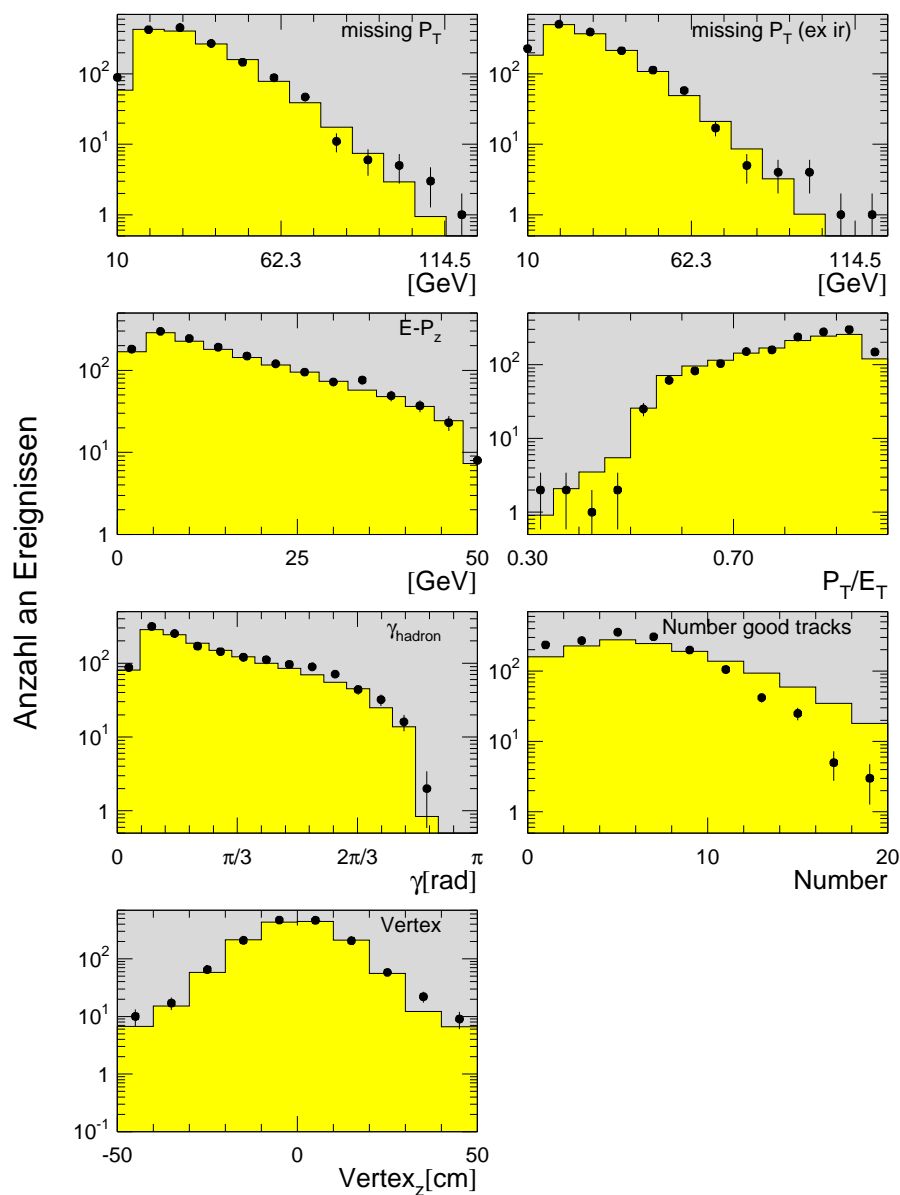 Anzahl an Ereignissen
missing P_T
10^2
10
1
10 62.3 114.5
[GeV]
missing P_T (ex ir)
10^2
10
1
10 62.3 114.5
[GeV]
E-P_z
10^2
10
1
0 25 50
[GeV]
10^2
10
1
0.30 0.70
P_T/E_T
γ_hadron
10^2
10
1
0 π/3 2π/3 π
γ[rad]
Number good tracks
10^2
10
1
0 10 20
Number
Vertex
10^2
10
1
10^-1
-50 0 50
Vertex_z[cm]